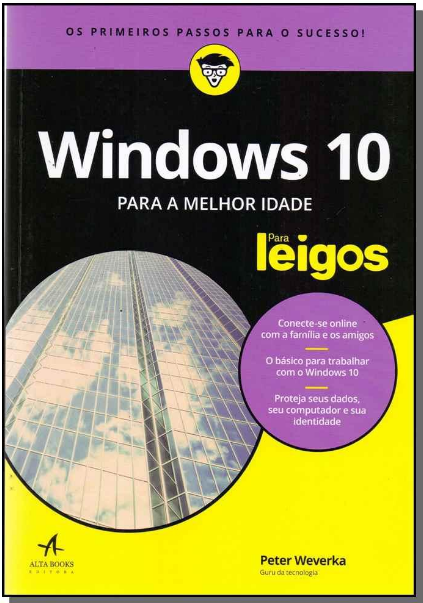 OS PRIMEIROS PASSOS PARA O SUCESSO!
Windows 10
PARA A MELHOR IDADE
Para
leigos
Conecte-se online
com a família e os amigos
O básico para trabalhar
com o Windows 10
Proteja seus dados,
seu computador e sua
identidade
ALTA BOOKS
EDITORA
Peter Weverka
Guru da tecnologia